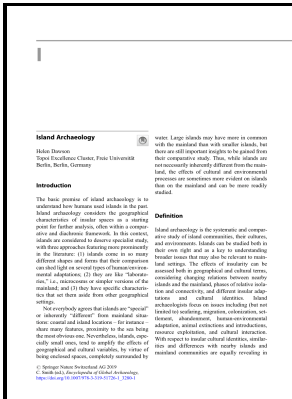 I
Island Archaeology
Helen Dawson
Topoi Excellence Cluster, Freie Universität
Berlin, Berlin, Germany
Introduction
The basic premise of island archaeology is to
understand how humans used islands in the past.
Island archaeology considers the geographical
characteristics of insular spaces as a starting
point for further analysis, often within a compar-
ative and diachronic framework. In this context,
islands are considered to deserve specialist study,
with three approaches featuring more prominently
in the literature: (1) islands come in so many
different shapes and forms that their comparison
can shed light on several types of human/environ-
mental adaptations; (2) they are like "laborato-
ries," i.e., microcosms or simpler versions of the
mainland; and (3) they have specific characteris-
tics that set them aside from other geographical
settings.
Not everybody agrees that islands are "special"
or inherently "different" from mainland situa-
tions: coastal and island locations – for instance –
share many features, proximity to the sea being
the most obvious one. Nevertheless, islands, espe-
cially small ones, tend to amplify the effects of
geographical and cultural variables, by virtue of
being enclosed spaces, completely surrounded by
water. Large islands may have more in common
with the mainland than with smaller islands, but
there are still important insights to be gained from
their comparative study. Thus, while islands are
not necessarily inherently different from the main-
land, the effects of cultural and environmental
processes are sometimes more evident on islands
than on the mainland and can be more readily
studied.
Definition
Island archaeology is the systematic and compar-
ative study of island communities, their cultures,
and environments. Islands can be studied both in
their own right and as a key to understanding
broader issues that may also be relevant to main-
land settings. The effects of insularity can be
assessed both in geographical and cultural terms,
considering changing relations between nearby
islands and the mainland, phases of relative isola-
tion and connectivity, and different insular adap-
tations and cultural identities. Island
archaeologists focus on issues including (but not
limited to) seafaring, migration, colonization, set-
tlement, abandonment, human-environmental
adaptation, animal extinctions and introductions,
resource exploitation, and cultural interaction.
With respect to insular cultural identities, similar-
ities and differences with nearby islands and
mainland communities are equally revealing in
© Springer Nature Switzerland AG 2019
C. Smith (ed.), Encyclopedia of Global Archaeology,
https://doi.org/10.1007/978-3-319-51726-1_3280-1